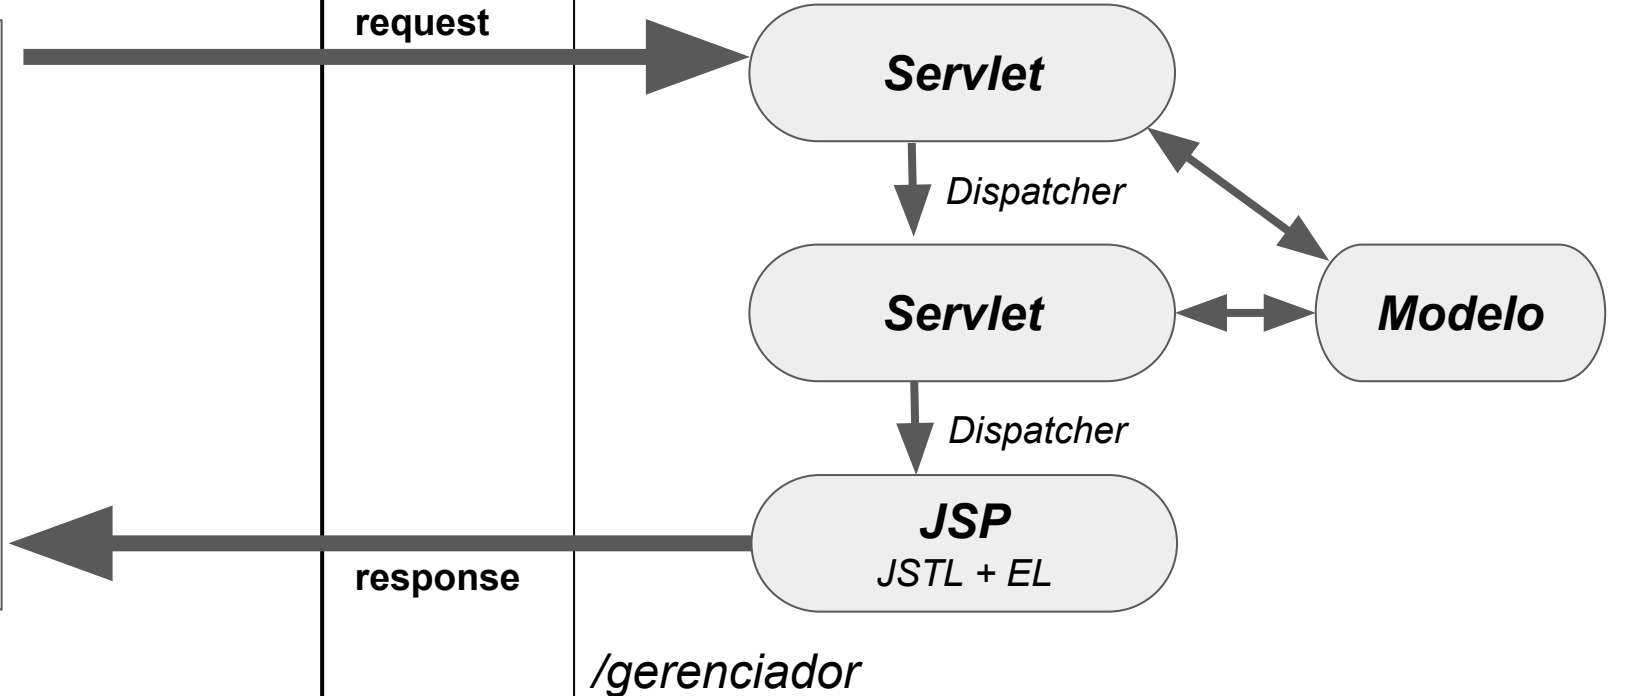 request
Servlet
Dispatcher
Servlet
Modelo
Dispatcher
JSP
JSTL + EL
response
/gerenciador